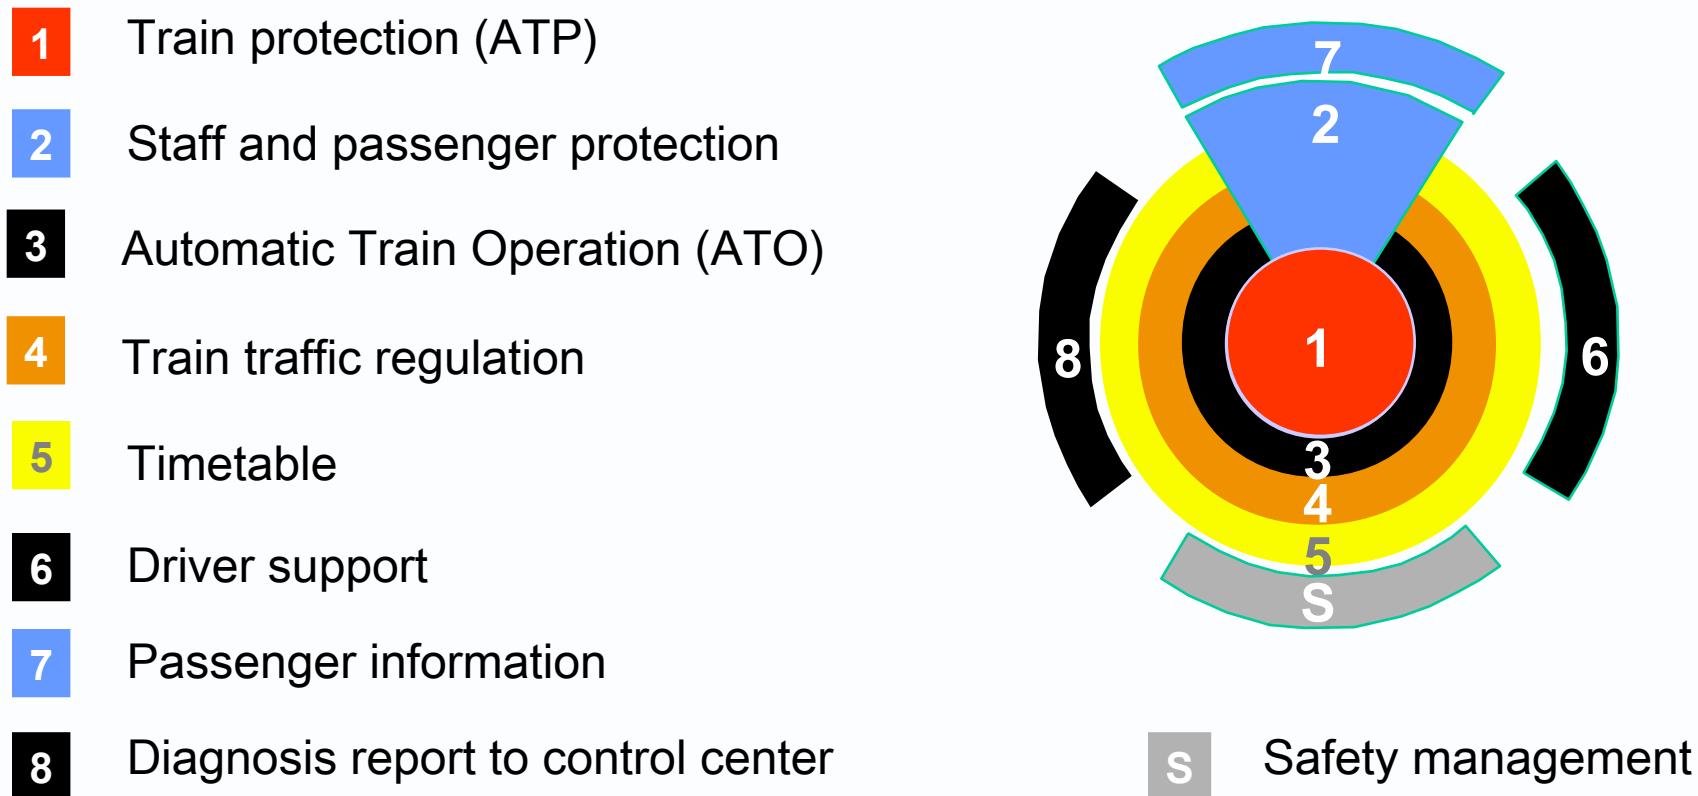 1 Train protection (ATP)
2 Staff and passenger protection
3 Automatic Train Operation (ATO)
4 Train traffic regulation
5 Timetable
6 Driver support
7 Passenger information
8 Diagnosis report to control center
7
2
8
1
6
3
4
5
S
S Safety management